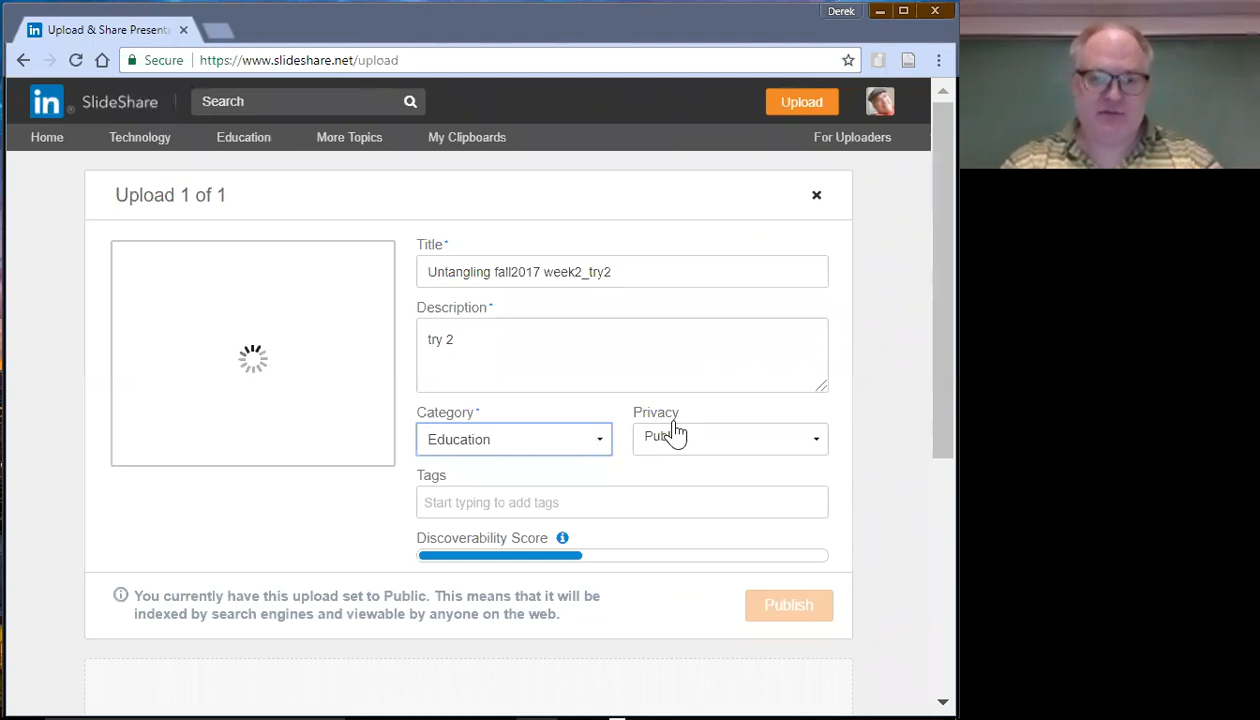 Derek
in Upload & Share Presenta
Secure https://www.slideshare.net/upload
in SlideShare Search Upload
Home Technology Education More Topics My Clipboards For Uploaders
Upload 1 of 1
Title*
Untangling fall2017 week2_try2
Description*
try 2
Category* Privacy
Education
Tags
Start typing to add tags
Discoverability Score
You currently have this upload set to Public. This means that it will be
indexed by search engines and viewable by anyone on the web.
Publish